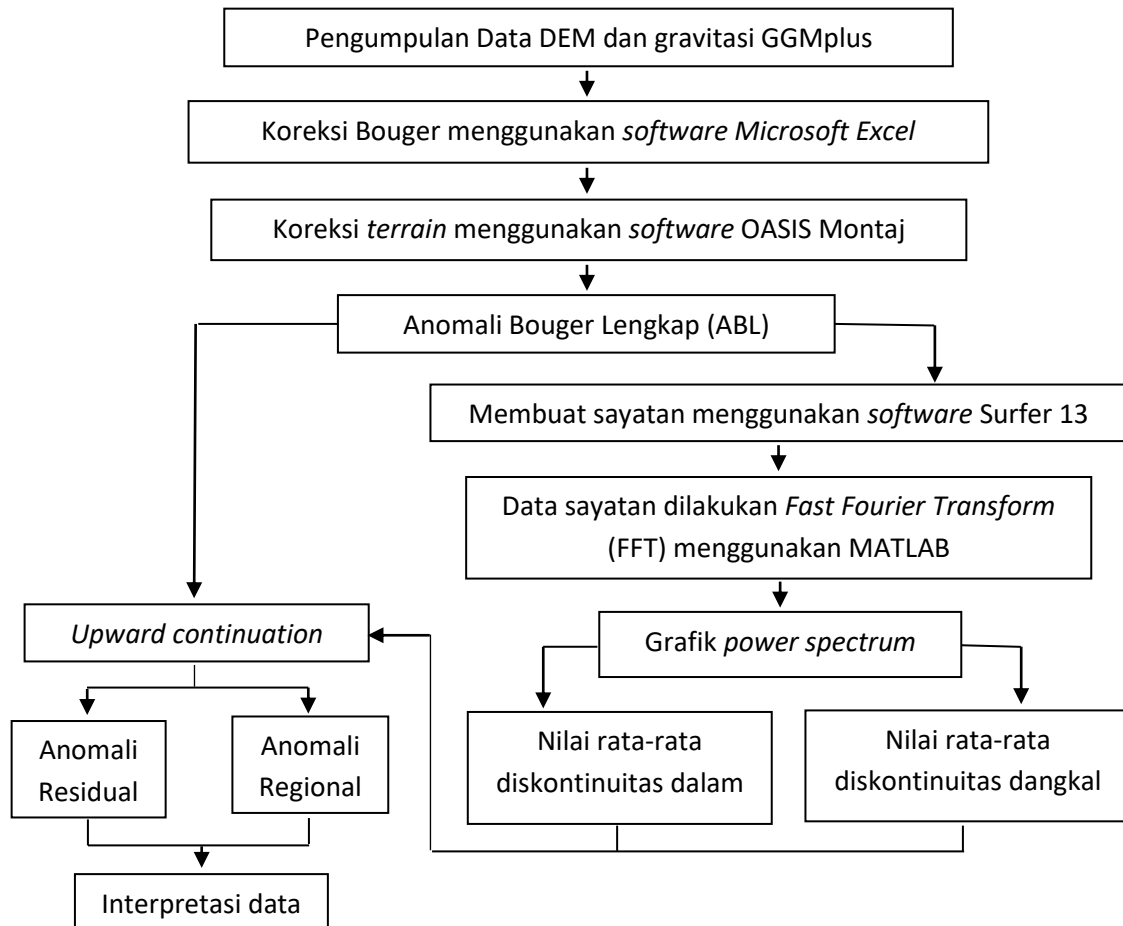 Pengumpulan Data DEM dan gravitasi GGMplus
Koreksi Bouger menggunakan software Microsoft Excel
Koreksi terrain menggunakan software OASIS Montaj
Anomali Bouger Lengkap (ABL)
Membuat sayatan menggunakan software Surfer 13
Data sayatan dilakukan Fast Fourier Transform
(FFT) menggunakan MATLAB
Grafik power spectrum
Nilai rata-rata
diskontinuitas dalam
Nilai rata-rata
diskontinuitas dangkal
Upward continuation
Anomali
Residual
Anomali
Regional
Interpretasi data